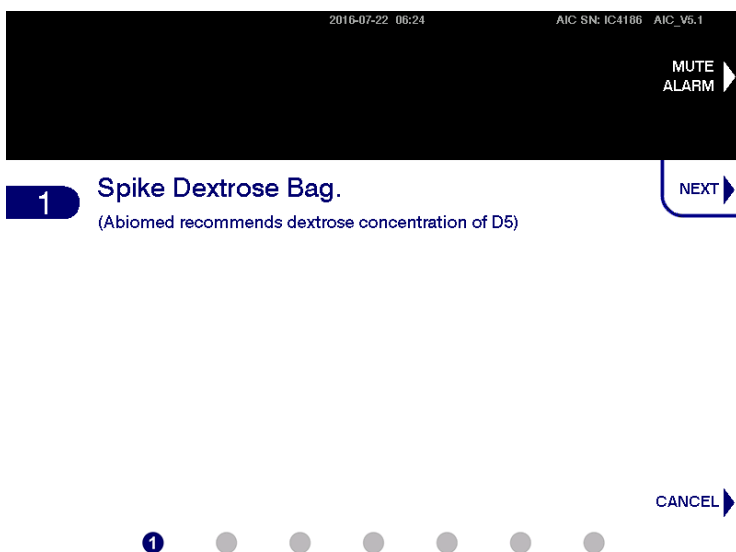 2016-07-22 06:24 AIC SN: IC4186 AIC_V5.1
MUTE
ALARM
1 Spike Dextrose Bag.
NEXT
(Abiomed recommends dextrose concentration of D5)
CANCEL
1